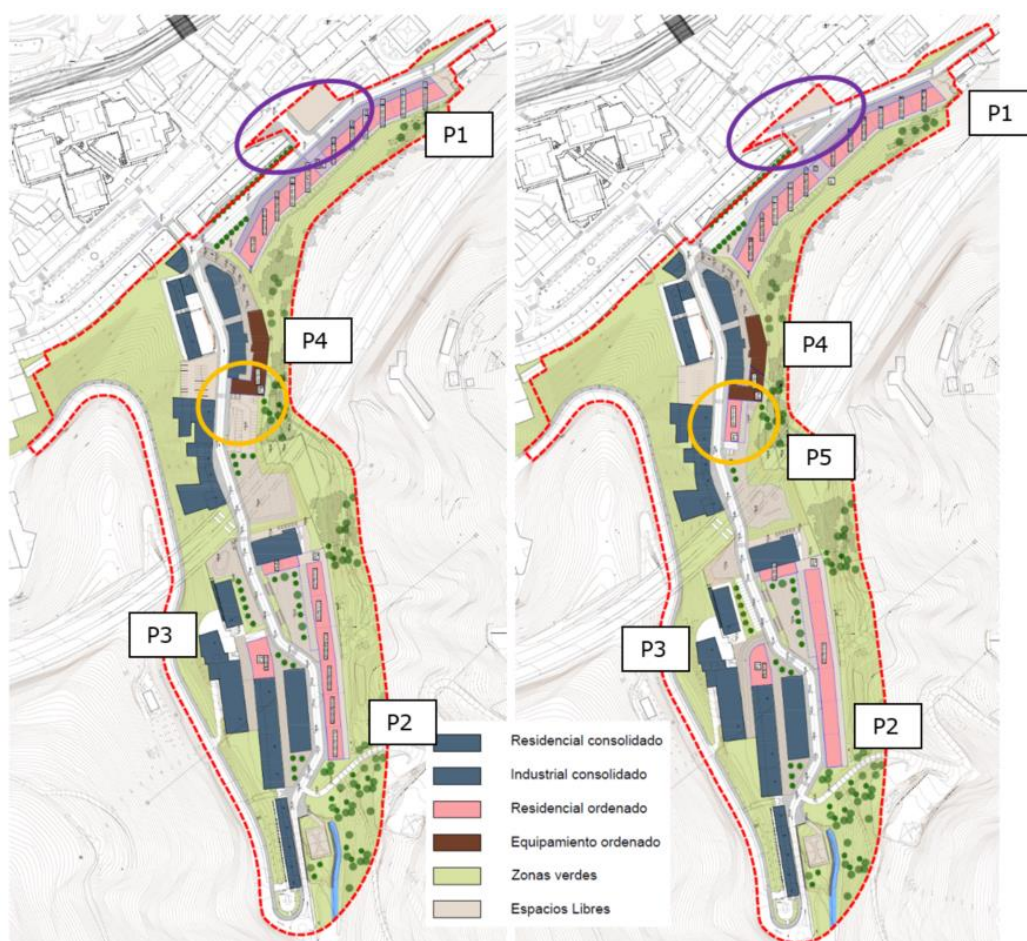 P1
P4
P3
P2
P1
P4
P5
P3
P2
Residencial consolidado
Industrial consolidado
Residencial ordenado
Equipamiento ordenado
Zonas verdes
Espacios Libres